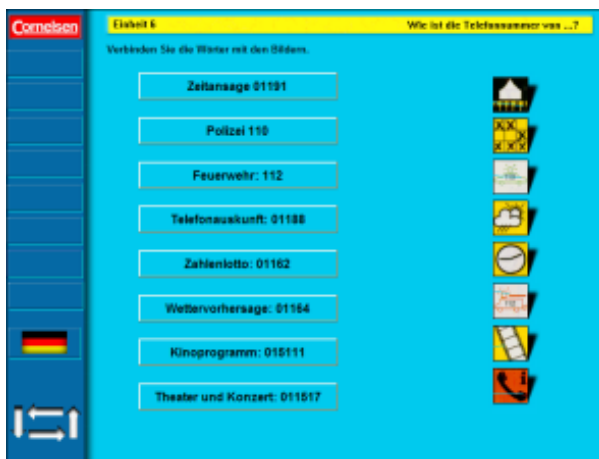 Cornelsen
Einheit 6
Wie ist die Telefonnummer von ...?
Verbinden Sie die Wörter mit den Bildern.
Zeitansage 01191
Polizei 110
Feuerwehr: 112
Telefonauskunft: 01188
Zahlenlotto: 01162
Wettervorhersage: 01164
Kinoprogramm: 015111
Theater und Konzert: 011517